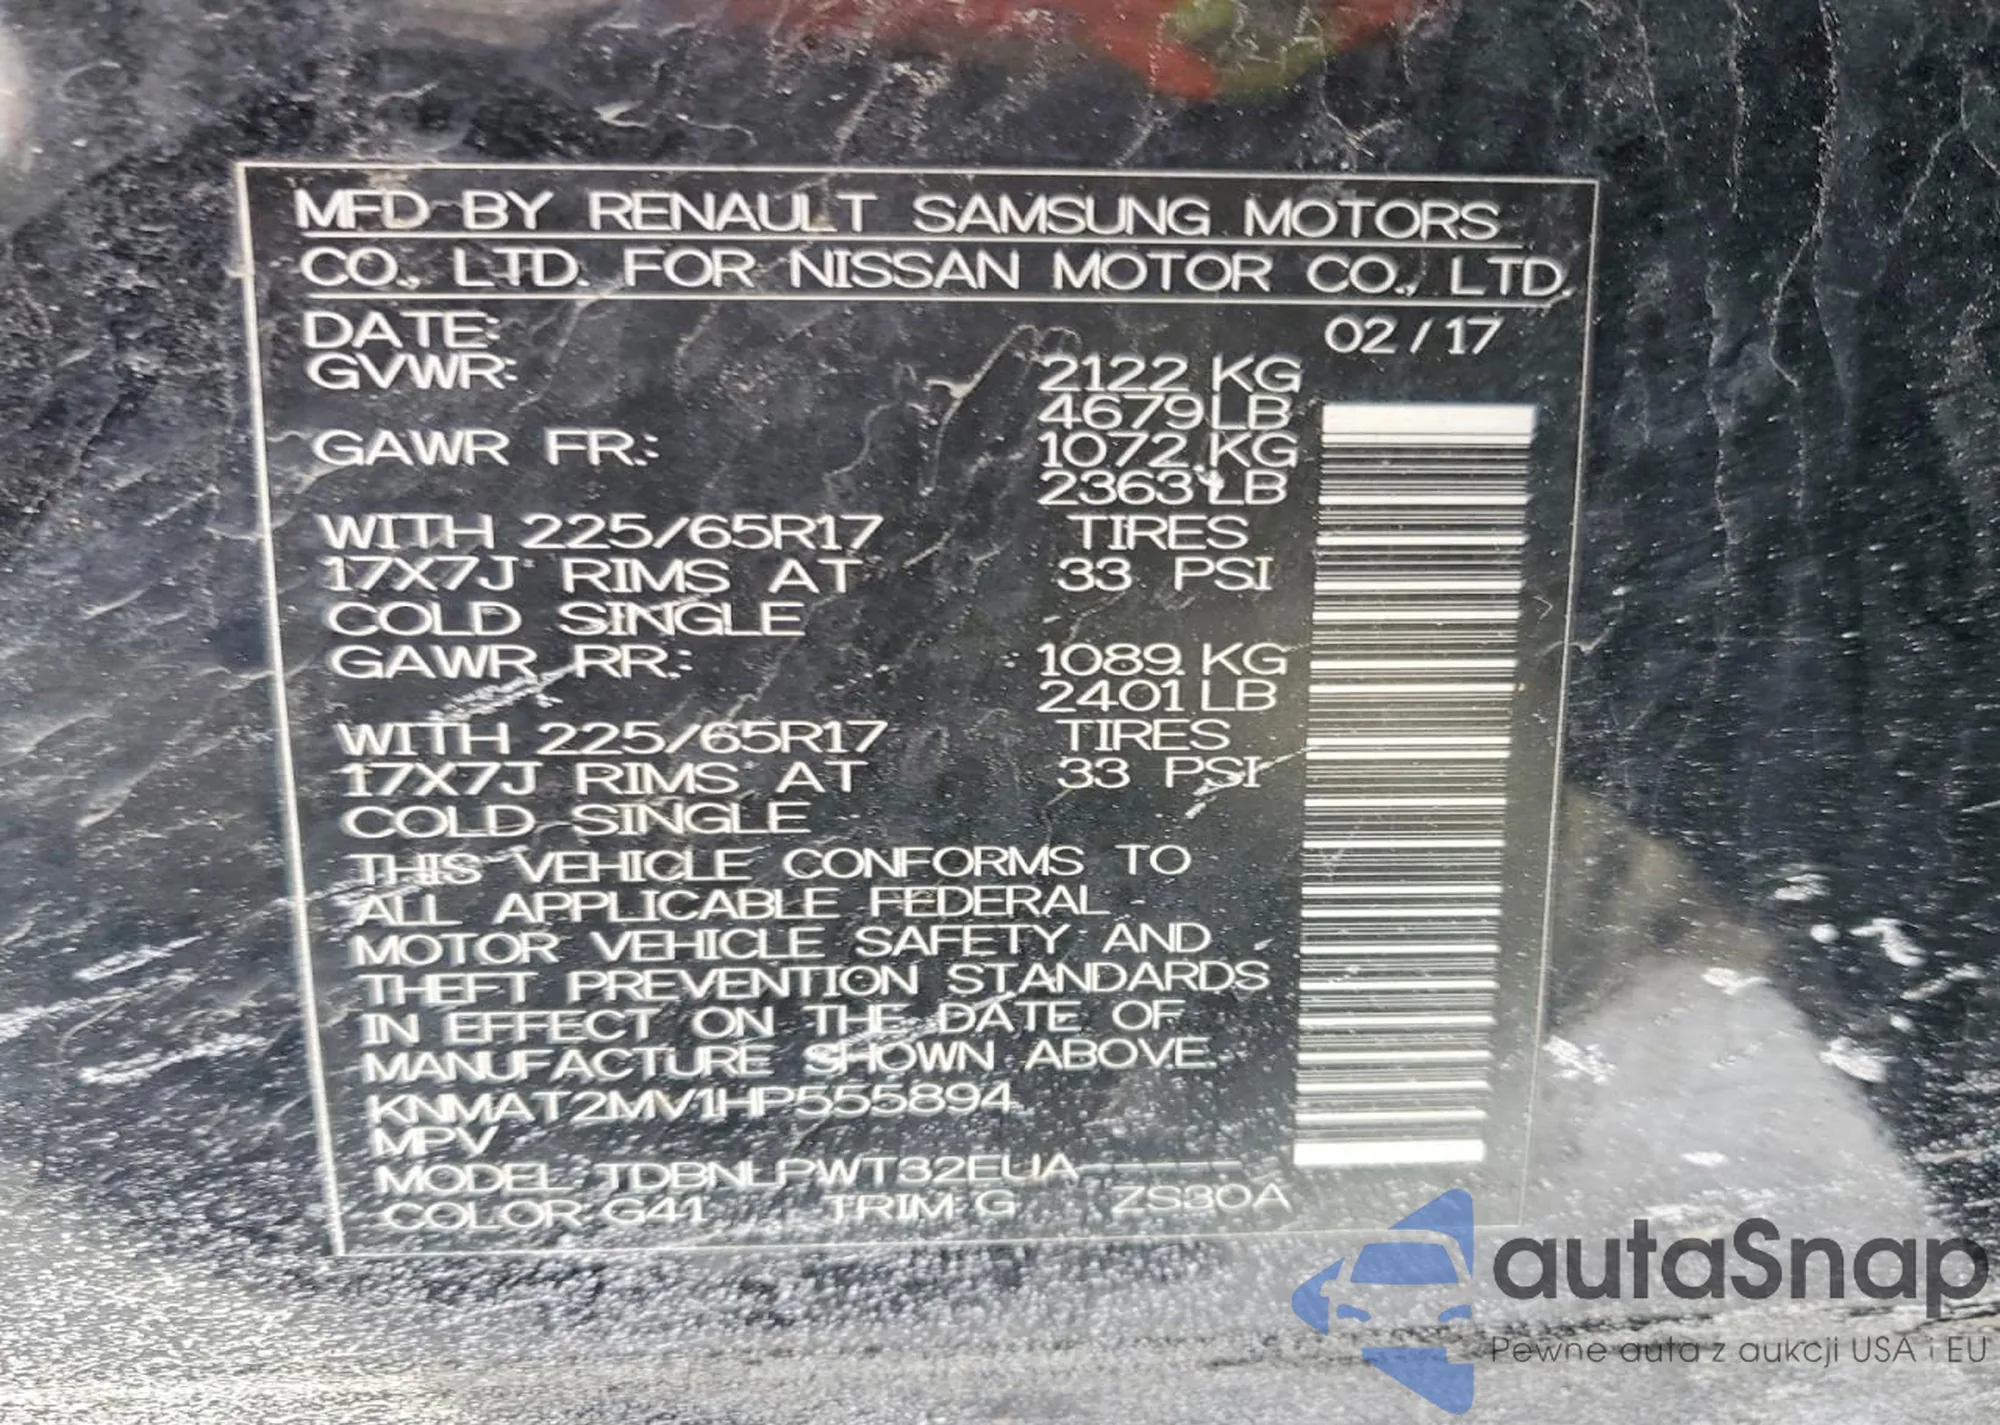 MFD BY RENAULT SAMSUNG MOTORS
CO., LTD. FOR NISSAN MOTOR CO., LTD.
DATE: 02 / 17
GVWR: 2122 KG
4679 LB
GAWR FR.: 1072 KG
2363 LB
WITH 225/65R17 TIRES
17X7J RIMS AT 33 PSI
COLD SINGLE
GAWR RR.: 1089 KG
2401 LB
WITH 225/65R17 TIRES
17X7J RIMS AT 33 PSI
COLD SINGLE
THIS VEHICLE CONFORMS TO
ALL APPLICABLE FEDERAL
MOTOR VEHICLE SAFETY AND
THEFT PREVENTION STANDARDS
IN EFFECT ON THE DATE OF
MANUFACTURE SHOWN ABOVE.
KNMAT2MV1HP555894
MPV
MODEL: TDBNLPWT32EUA
COLOR: G41 TRIM: G ZS30A
autaSnap
Pewne auta z aukcji USA i EU